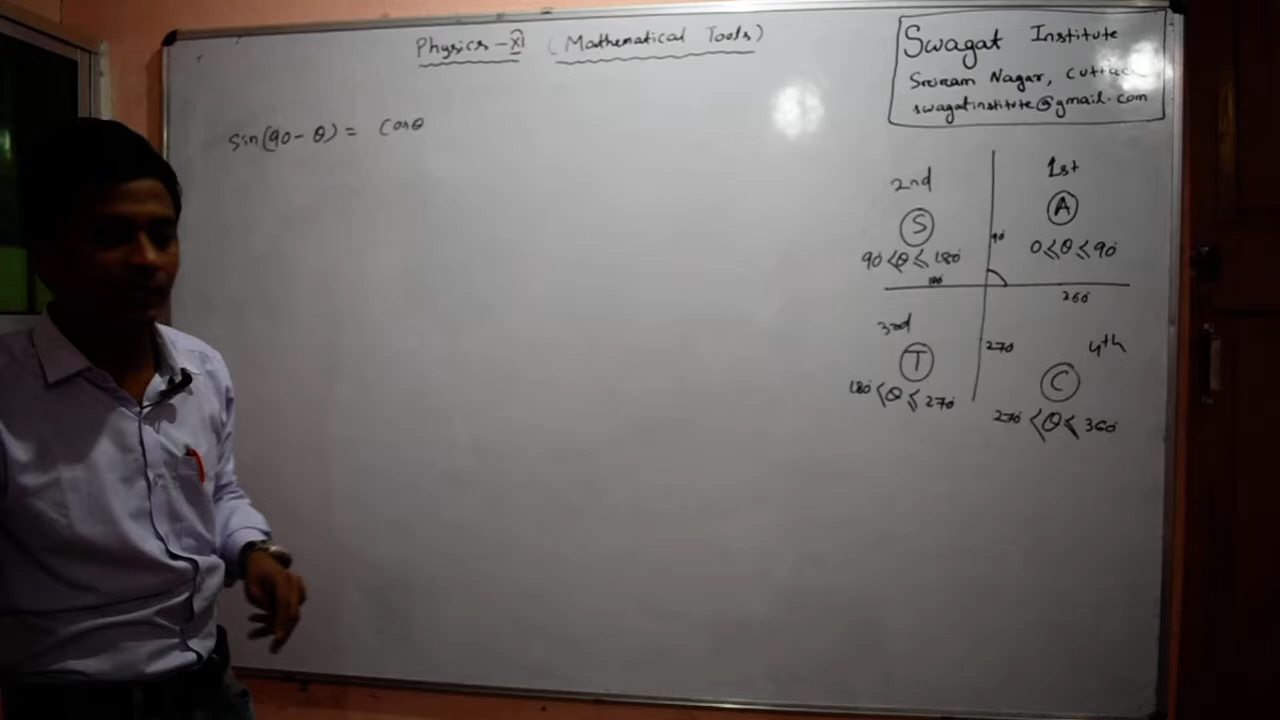 Physics - XI (Mathematical Tools)
Swagat Institute
Sriram Nagar, Cuttack
swagatinstitute@gmail.com
sin(90 - θ) = Cosθ
2nd
S
90° < θ ≤ 180°
1st
A
0 ≤ θ ≤ 90°
90°
180°
360°
3rd
T
180° < θ ≤ 270°
270
4th
C
270° < θ ≤ 360°